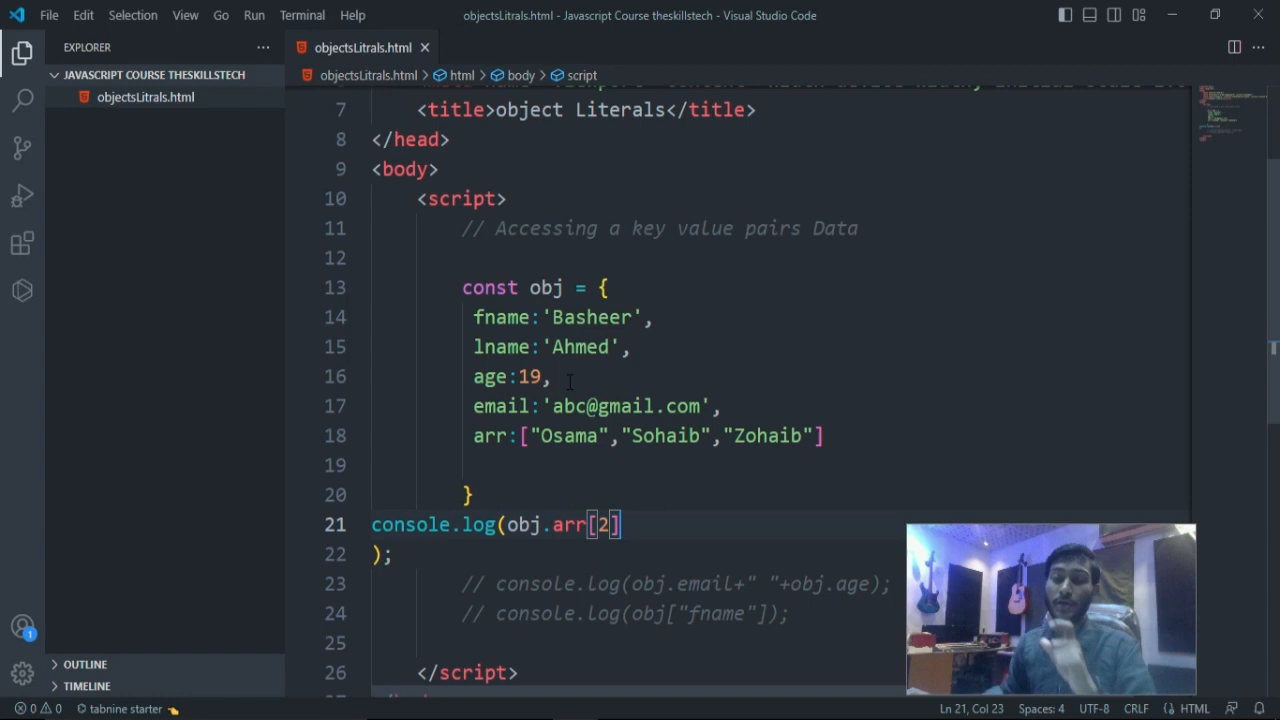 File Edit Selection View Go Run Terminal Help
objectsLitrals.html - Javascript Course theskillstech - Visual Studio Code
EXPLORER
JAVASCRIPT COURSE THESKILLSTECH
objectsLitrals.html
objectsLitrals.html
objectsLitrals.html > html > body > script
7 <title>object Literals</title>
8 </head>
9 <body>
10 <script>
11 // Accessing a key value pairs Data
12
13 const obj = {
14 fname:'Basheer',
15 lname:'Ahmed',
16 age:19,
17 email:'abc@gmail.com',
18 arr:["Osama","Sohaib","Zohaib"]
19
20 }
21 console.log(obj.arr[2]
22 );
23 // console.log(obj.email+" "+obj.age);
24 // console.log(obj["fname"]);
25
26 </script>
OUTLINE
TIMELINE
1
0 0 tabnine starter
Ln 21, Col 23 Spaces: 4 UTF-8 CRLF HTML